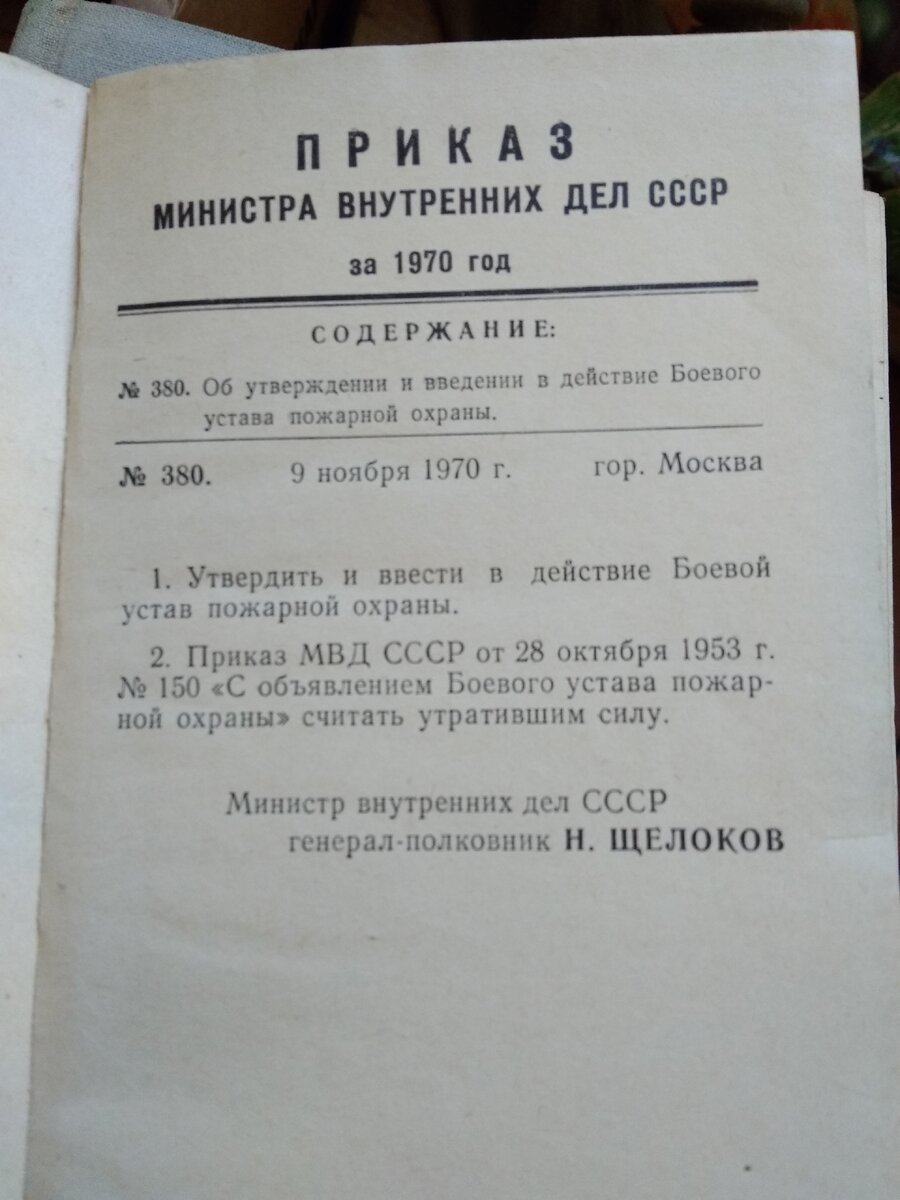 ПРИКАЗ
МИНИСТРА ВНУТРЕННИХ ДЕЛ СССР
за 1970 год
СОДЕРЖАНИЕ:
№ 380. Об утверждении и введении в действие Боевого
устава пожарной охраны.
№ 380. 9 ноября 1970 г. гор. Москва
1. Утвердить и ввести в действие Боевой
устав пожарной охраны.
2. Приказ МВД СССР от 28 октября 1953 г.
№ 150 «С объявлением Боевого устава пожар-
ной охраны» считать утратившим силу.
Министр внутренних дел СССР
генерал-полковник Н. ЩЕЛОКОВ